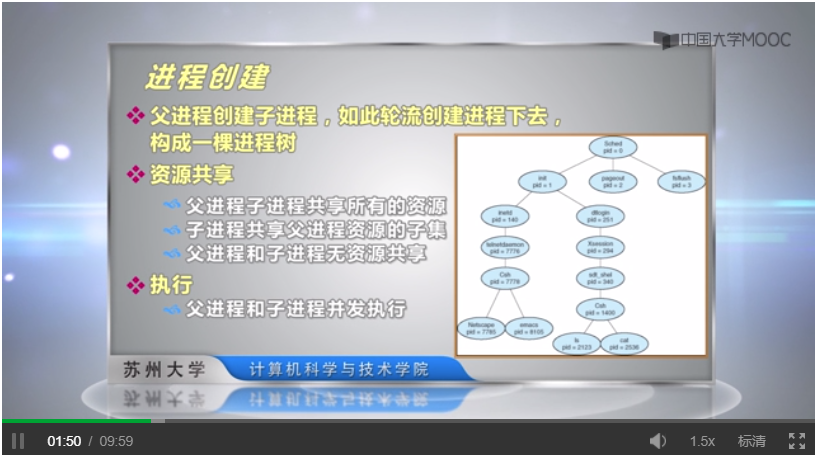 中国大学MOOC
进程创建
父进程创建子进程，如此轮流创建进程下去，
构成一棵进程树
资源共享
父进程子进程共享所有的资源
子进程共享父进程资源的子集
父进程和子进程无资源共享
执行
父进程和子进程并发执行
Sched
pid = 0
init
pid = 1
pageout
pid = 2
fsflush
pid = 3
inetd
pid = 140
dtlogin
pid = 251
telnetdaemon
pid = 7776
Xsession
pid = 294
Csh
pid = 7778
sdt_shel
pid = 340
Csh
pid = 1400
Netscape
pid = 7785
emacs
pid = 8105
ls
pid = 2123
cat
pid = 2536
苏州大学
计算机科学与技术学院
01:50 / 09:59
1.5x
标清